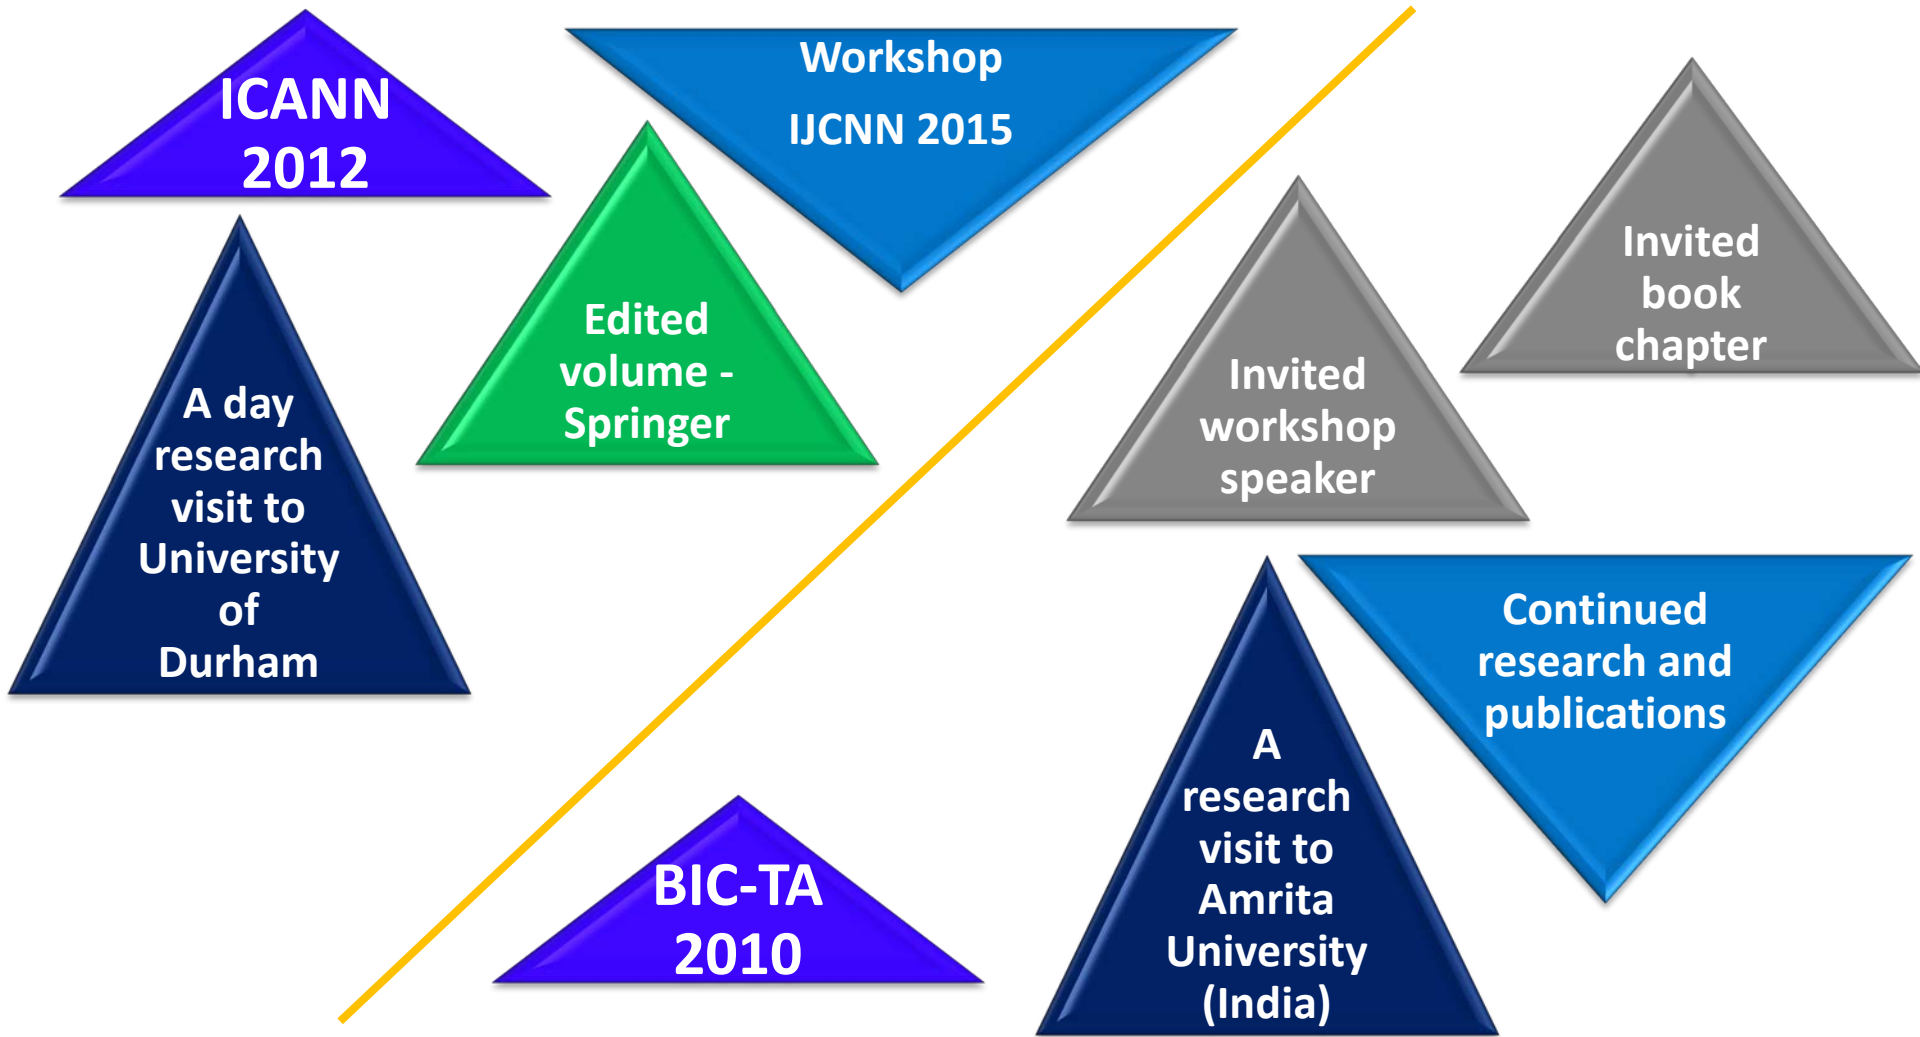 ICANN
2012
Workshop
IJCNN 2015
Edited
volume -
Springer
A day
research
visit to
University
of
Durham
Invited
book
chapter
Invited
workshop
speaker
Continued
research and
publications
BIC-TA
2010
A
research
visit to
Amrita
University
(India)